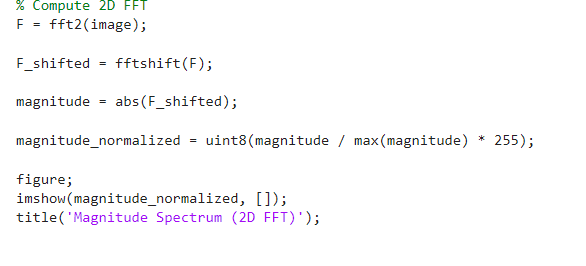 % Compute 2D FFT
F = fft2(image);
F_shifted = fftshift(F);
magnitude = abs(F_shifted);
magnitude_normalized = uint8(magnitude / max(magnitude) * 255);
figure;
imshow(magnitude_normalized, []);
title('Magnitude Spectrum (2D FFT)');